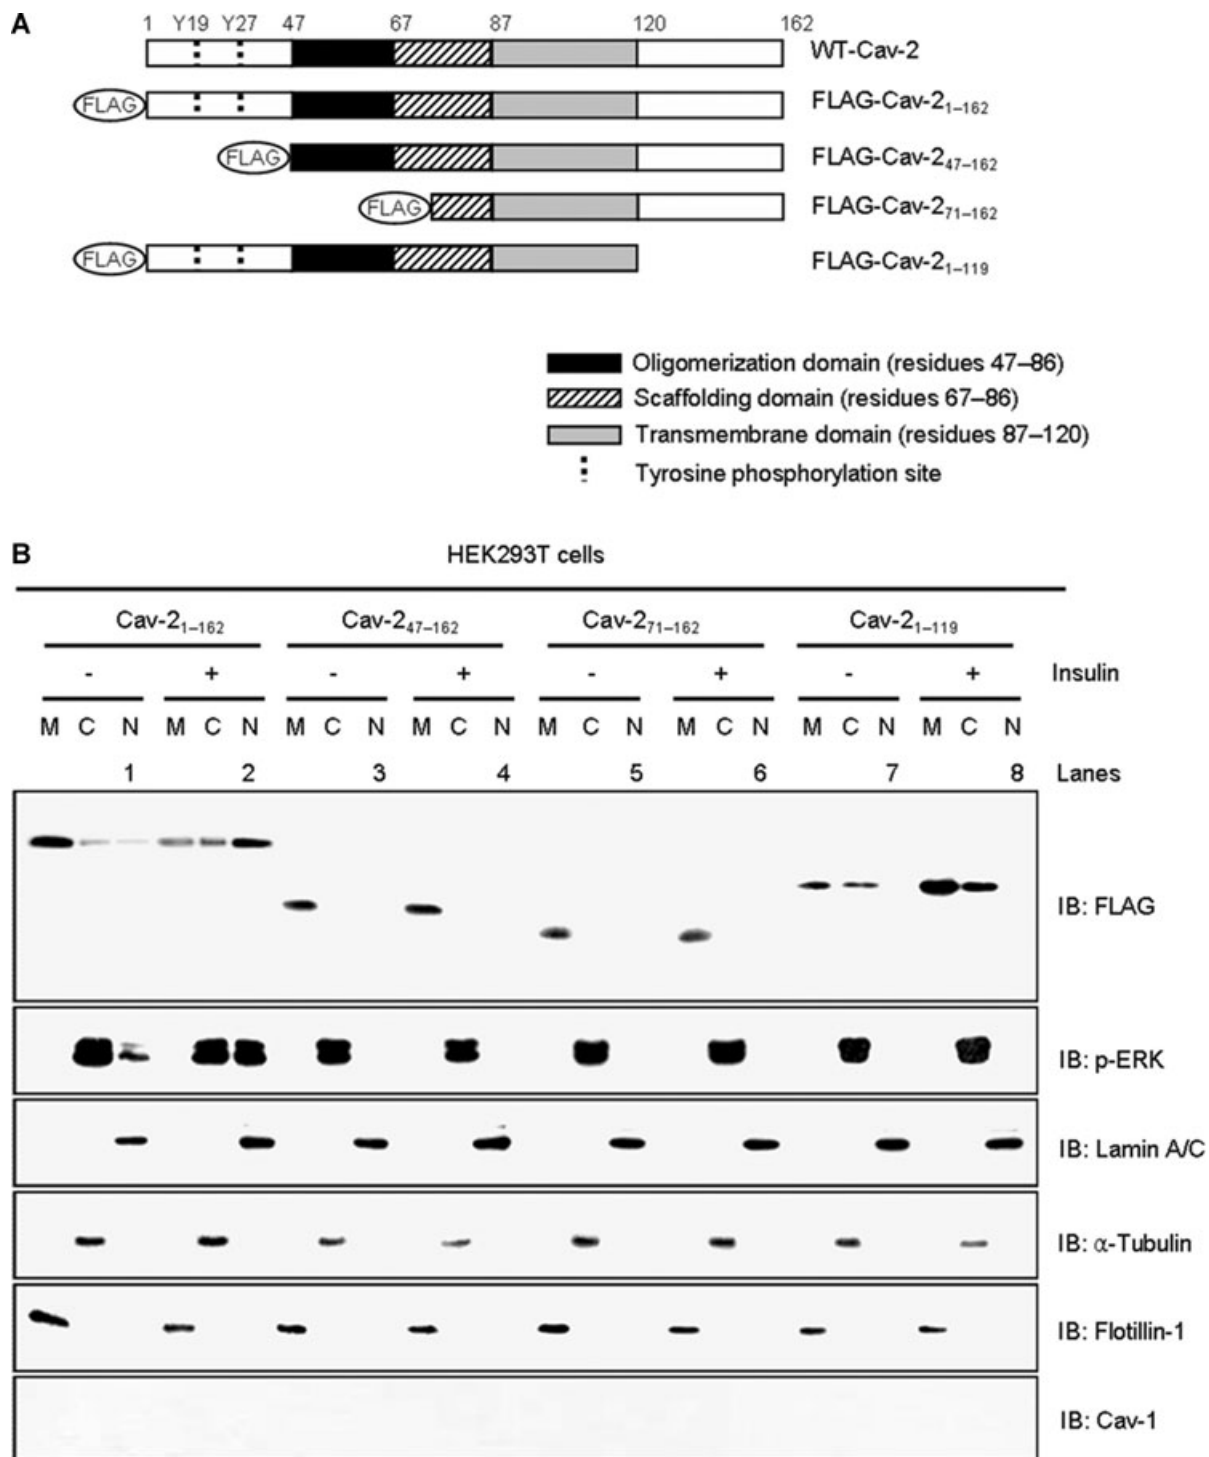 A
1 Y19 Y27 47 67 87 120 162
WT-Cav-2
FLAG FLAG-Cav-2₁₋₁₆₂
FLAG FLAG-Cav-2₄₇₋₁₆₂
FLAG FLAG-Cav-2₇₁₋₁₆₂
FLAG FLAG-Cav-2₁₋₁₁₉
Oligomerization domain (residues 47–86)
Scaffolding domain (residues 67–86)
Transmembrane domain (residues 87–120)
Tyrosine phosphorylation site
B
HEK293T cells
Cav-2₁₋₁₆₂ Cav-2₄₇₋₁₆₂ Cav-2₇₁₋₁₆₂ Cav-2₁₋₁₁₉
- + - + - + - + Insulin
M C N M C N M C N M C N M C N M C N M C N M C N
1 2 3 4 5 6 7 8 Lanes
IB: FLAG
IB: p-ERK
IB: Lamin A/C
IB: α-Tubulin
IB: Flotillin-1
IB: Cav-1